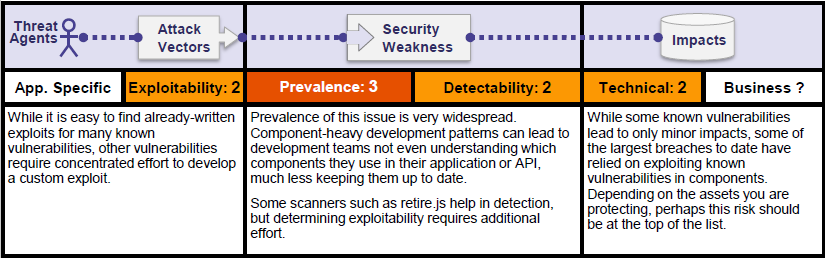 Threat
Agents
Attack
Vectors
Security
Weakness
Impacts
App. Specific
Exploitability: 2
Prevalence: 3
Detectability: 2
Technical: 2
Business ?
While it is easy to find already-written
exploits for many known
vulnerabilities, other vulnerabilities
require concentrated effort to develop
a custom exploit.
Prevalence of this issue is very widespread.
Component-heavy development patterns can lead to
development teams not even understanding which
components they use in their application or API,
much less keeping them up to date.
Some scanners such as retire.js help in detection,
but determining exploitability requires additional
effort.
While some known vulnerabilities
lead to only minor impacts, some of
the largest breaches to date have
relied on exploiting known
vulnerabilities in components.
Depending on the assets you are
protecting, perhaps this risk should
be at the top of the list.